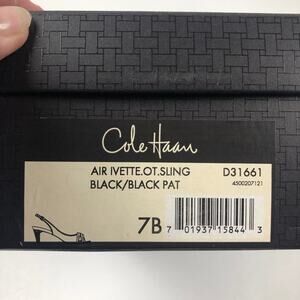 Cole Haan
AIR IVETTE.OT.SLING D31661
BLACK/BLACK PAT 4500207121
7B
7 01937 15844 3